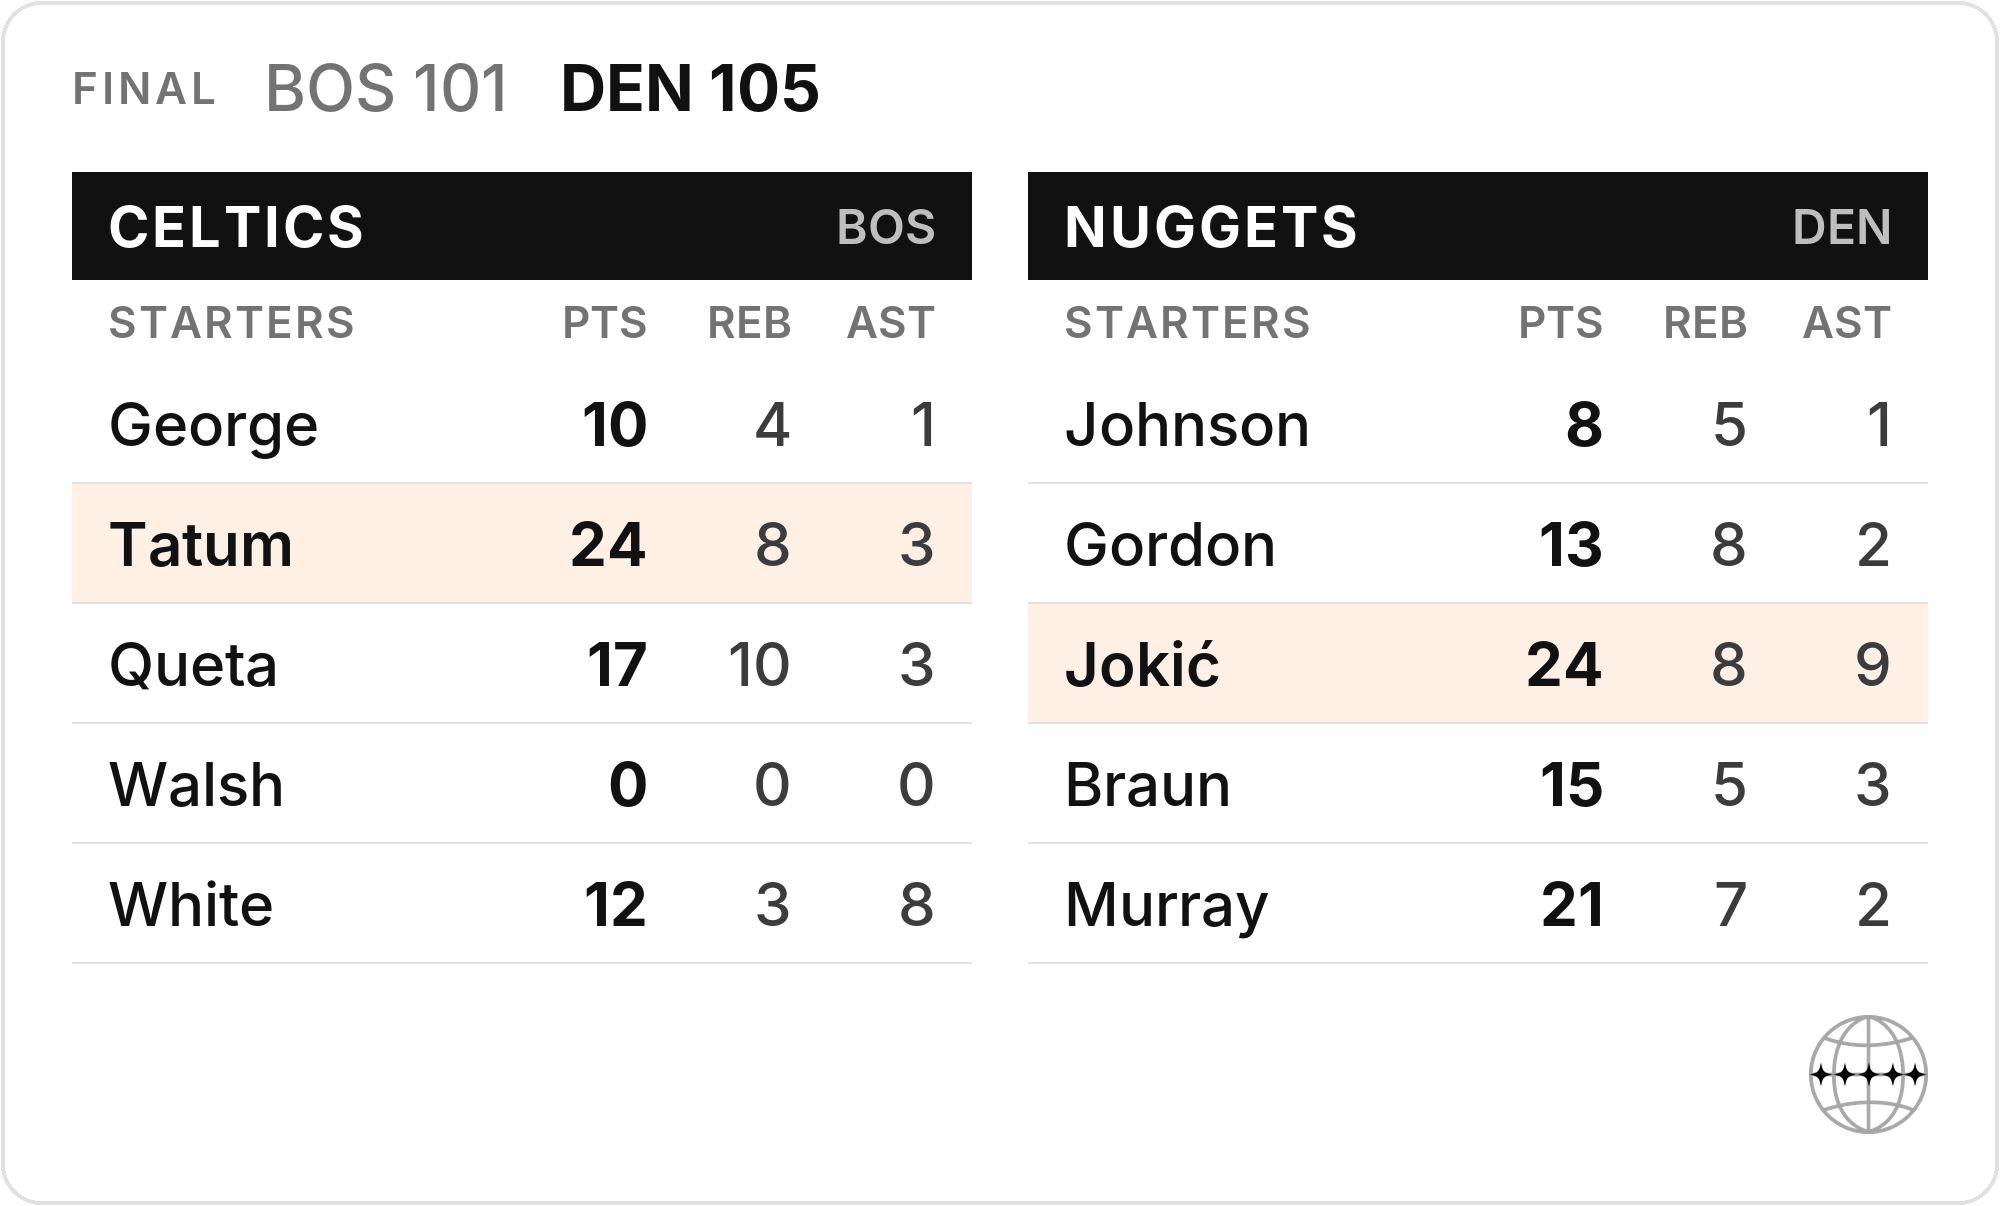 FINAL BOS 101 DEN 105
CELTICS BOS
STARTERS PTS REB AST
George 10 4 1
Tatum 24 8 3
Queta 17 10 3
Walsh 0 0 0
White 12 3 8
NUGGETS DEN
STARTERS PTS REB AST
Johnson 8 5 1
Gordon 13 8 2
Jokić 24 8 9
Braun 15 5 3
Murray 21 7 2